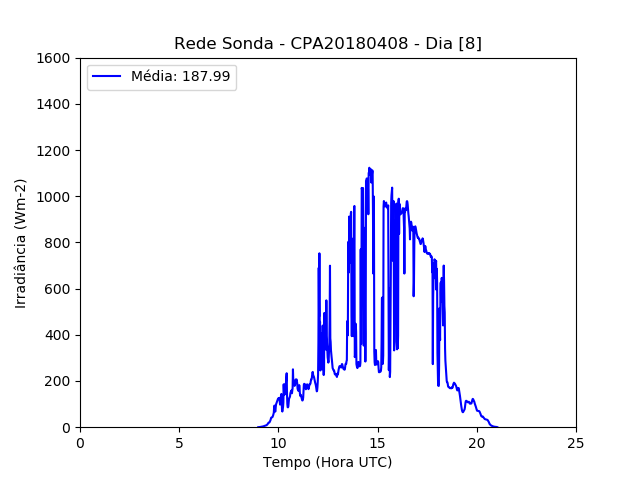 Rede Sonda - CPA20180408 - Dia [8]
Média: 187.99
Irradiância (Wm-2)
1600
1400
1200
1000
800
600
400
200
0
0 5 10 15 20 25
Tempo (Hora UTC)